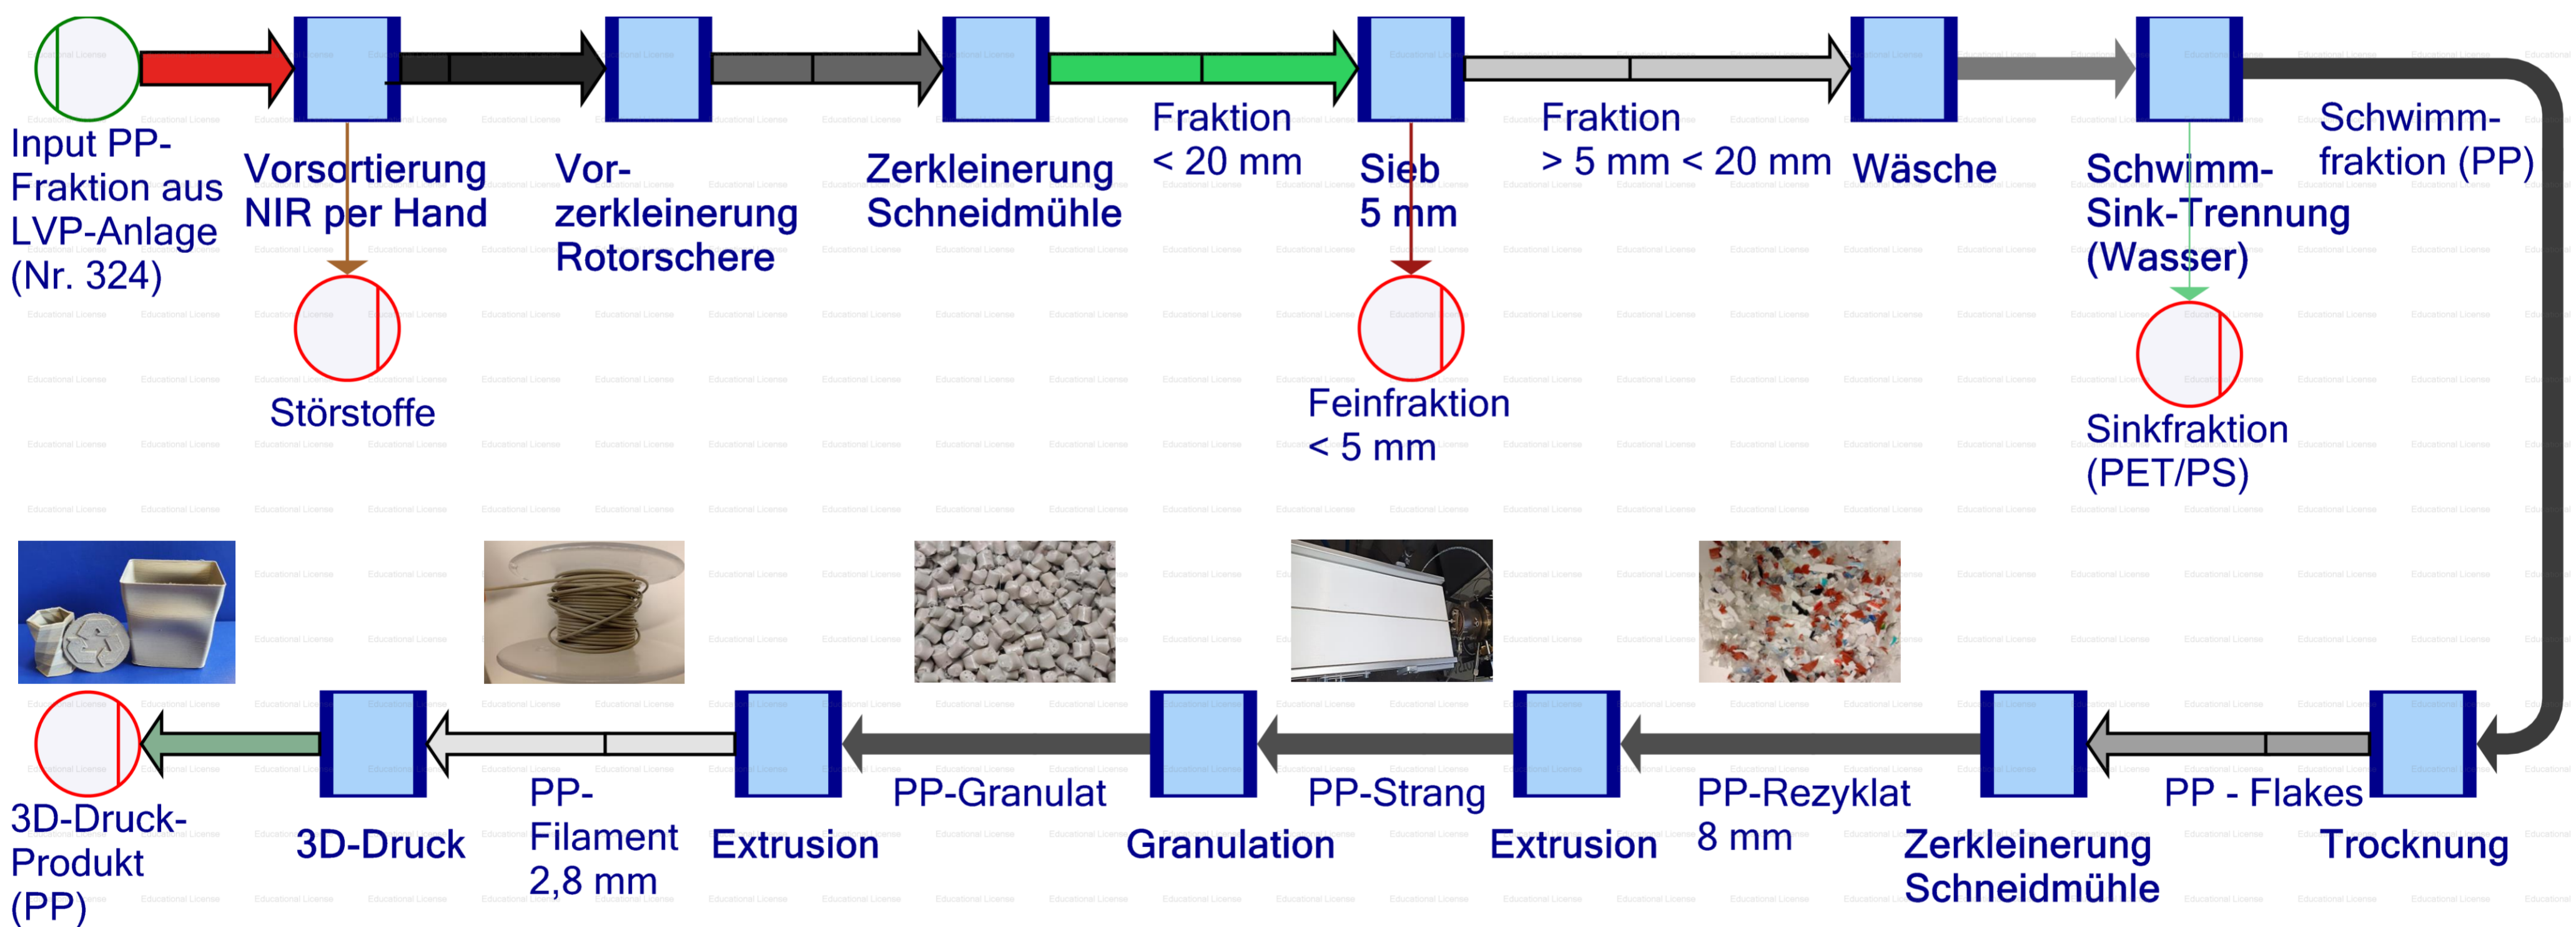 Input PP-
Fraktion aus
LVP-Anlage
(Nr. 324)
Vorsortierung
NIR per Hand
Störstoffe
Vor-
zerkleinerung
Rotorschere
Zerkleinerung
Schneidmühle
Fraktion
< 20 mm
Sieb
5 mm
Feinfraktion
< 5 mm
Fraktion
> 5 mm < 20 mm
Wäsche
Schwimm-
Sink-Trennung
(Wasser)
Sinkfraktion
(PET/PS)
Schwimm-
fraktion (PP)
Trocknung
PP - Flakes
Zerkleinerung
Schneidmühle
PP-Rezyklat
8 mm
Extrusion
PP-Strang
Granulation
PP-Granulat
Extrusion
PP-
Filament
2,8 mm
3D-Druck
3D-Druck-
Produkt
(PP)
Educational License